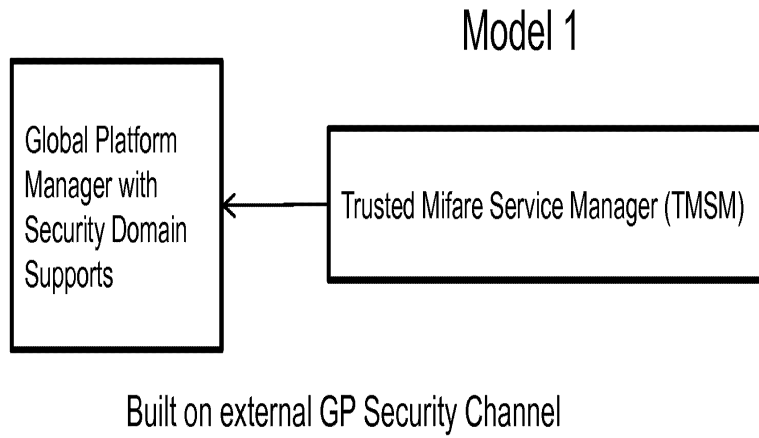 Model 1
Global Platform
Manager with
Security Domain
Supports
Trusted Mifare Service Manager (TMSM)
Built on external GP Security Channel